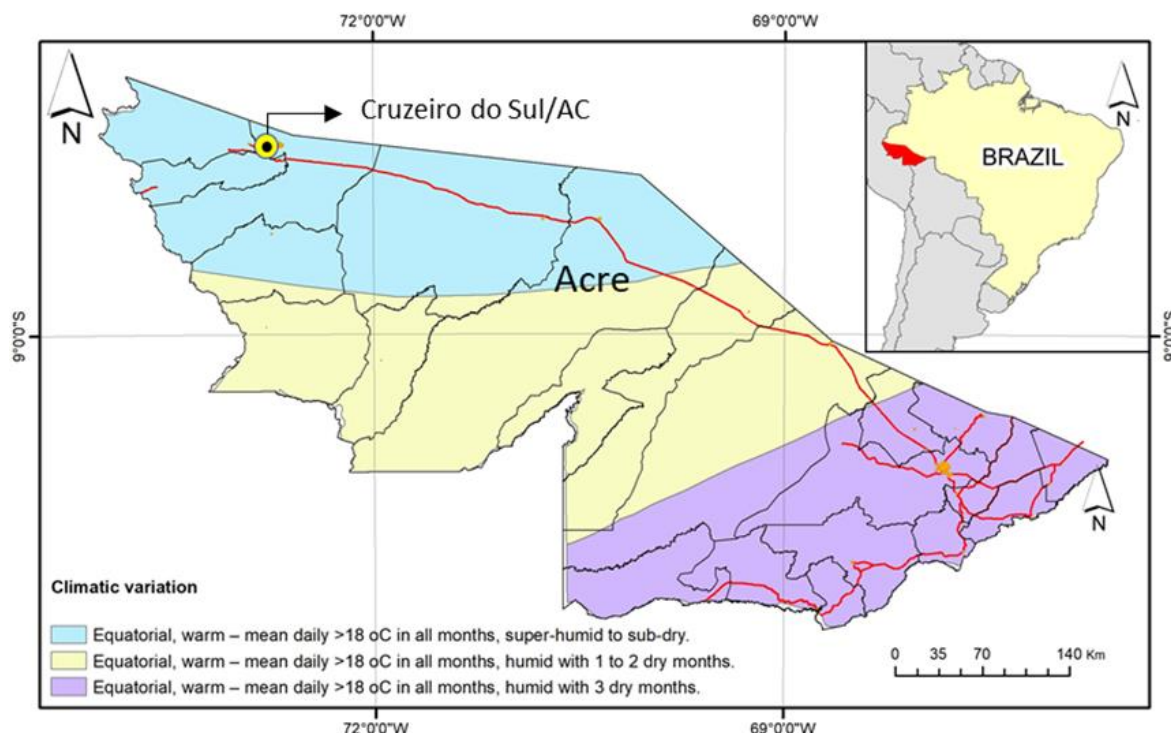 72°0'0"W
69°0'0"W
N
Cruzeiro do Sul/AC
N
BRAZIL
Acre
9°0'0"S
9°0'0"S
N
Climatic variation
Equatorial, warm – mean daily >18 oC in all months, super-humid to sub-dry.
Equatorial, warm – mean daily >18 oC in all months, humid with 1 to 2 dry months.
Equatorial, warm – mean daily >18 oC in all months, humid with 3 dry months.
0 35 70 140 Km
72°0'0"W
69°0'0"W